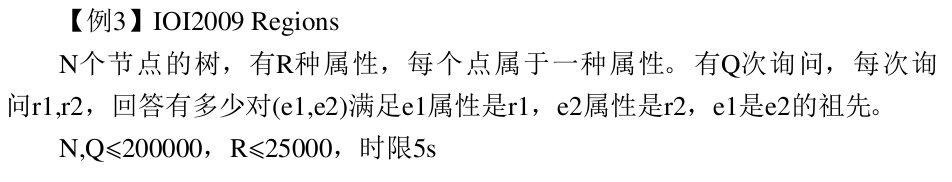 【例3】IOI2009 Regions
N个节点的树，有R种属性，每个点属于一种属性。有Q次询问，每次询
问r1,r2，回答有多少对(e1,e2)满足e1属性是r1，e2属性是r2，e1是e2的祖先。
N,Q≤200000，R≤25000，时限5s